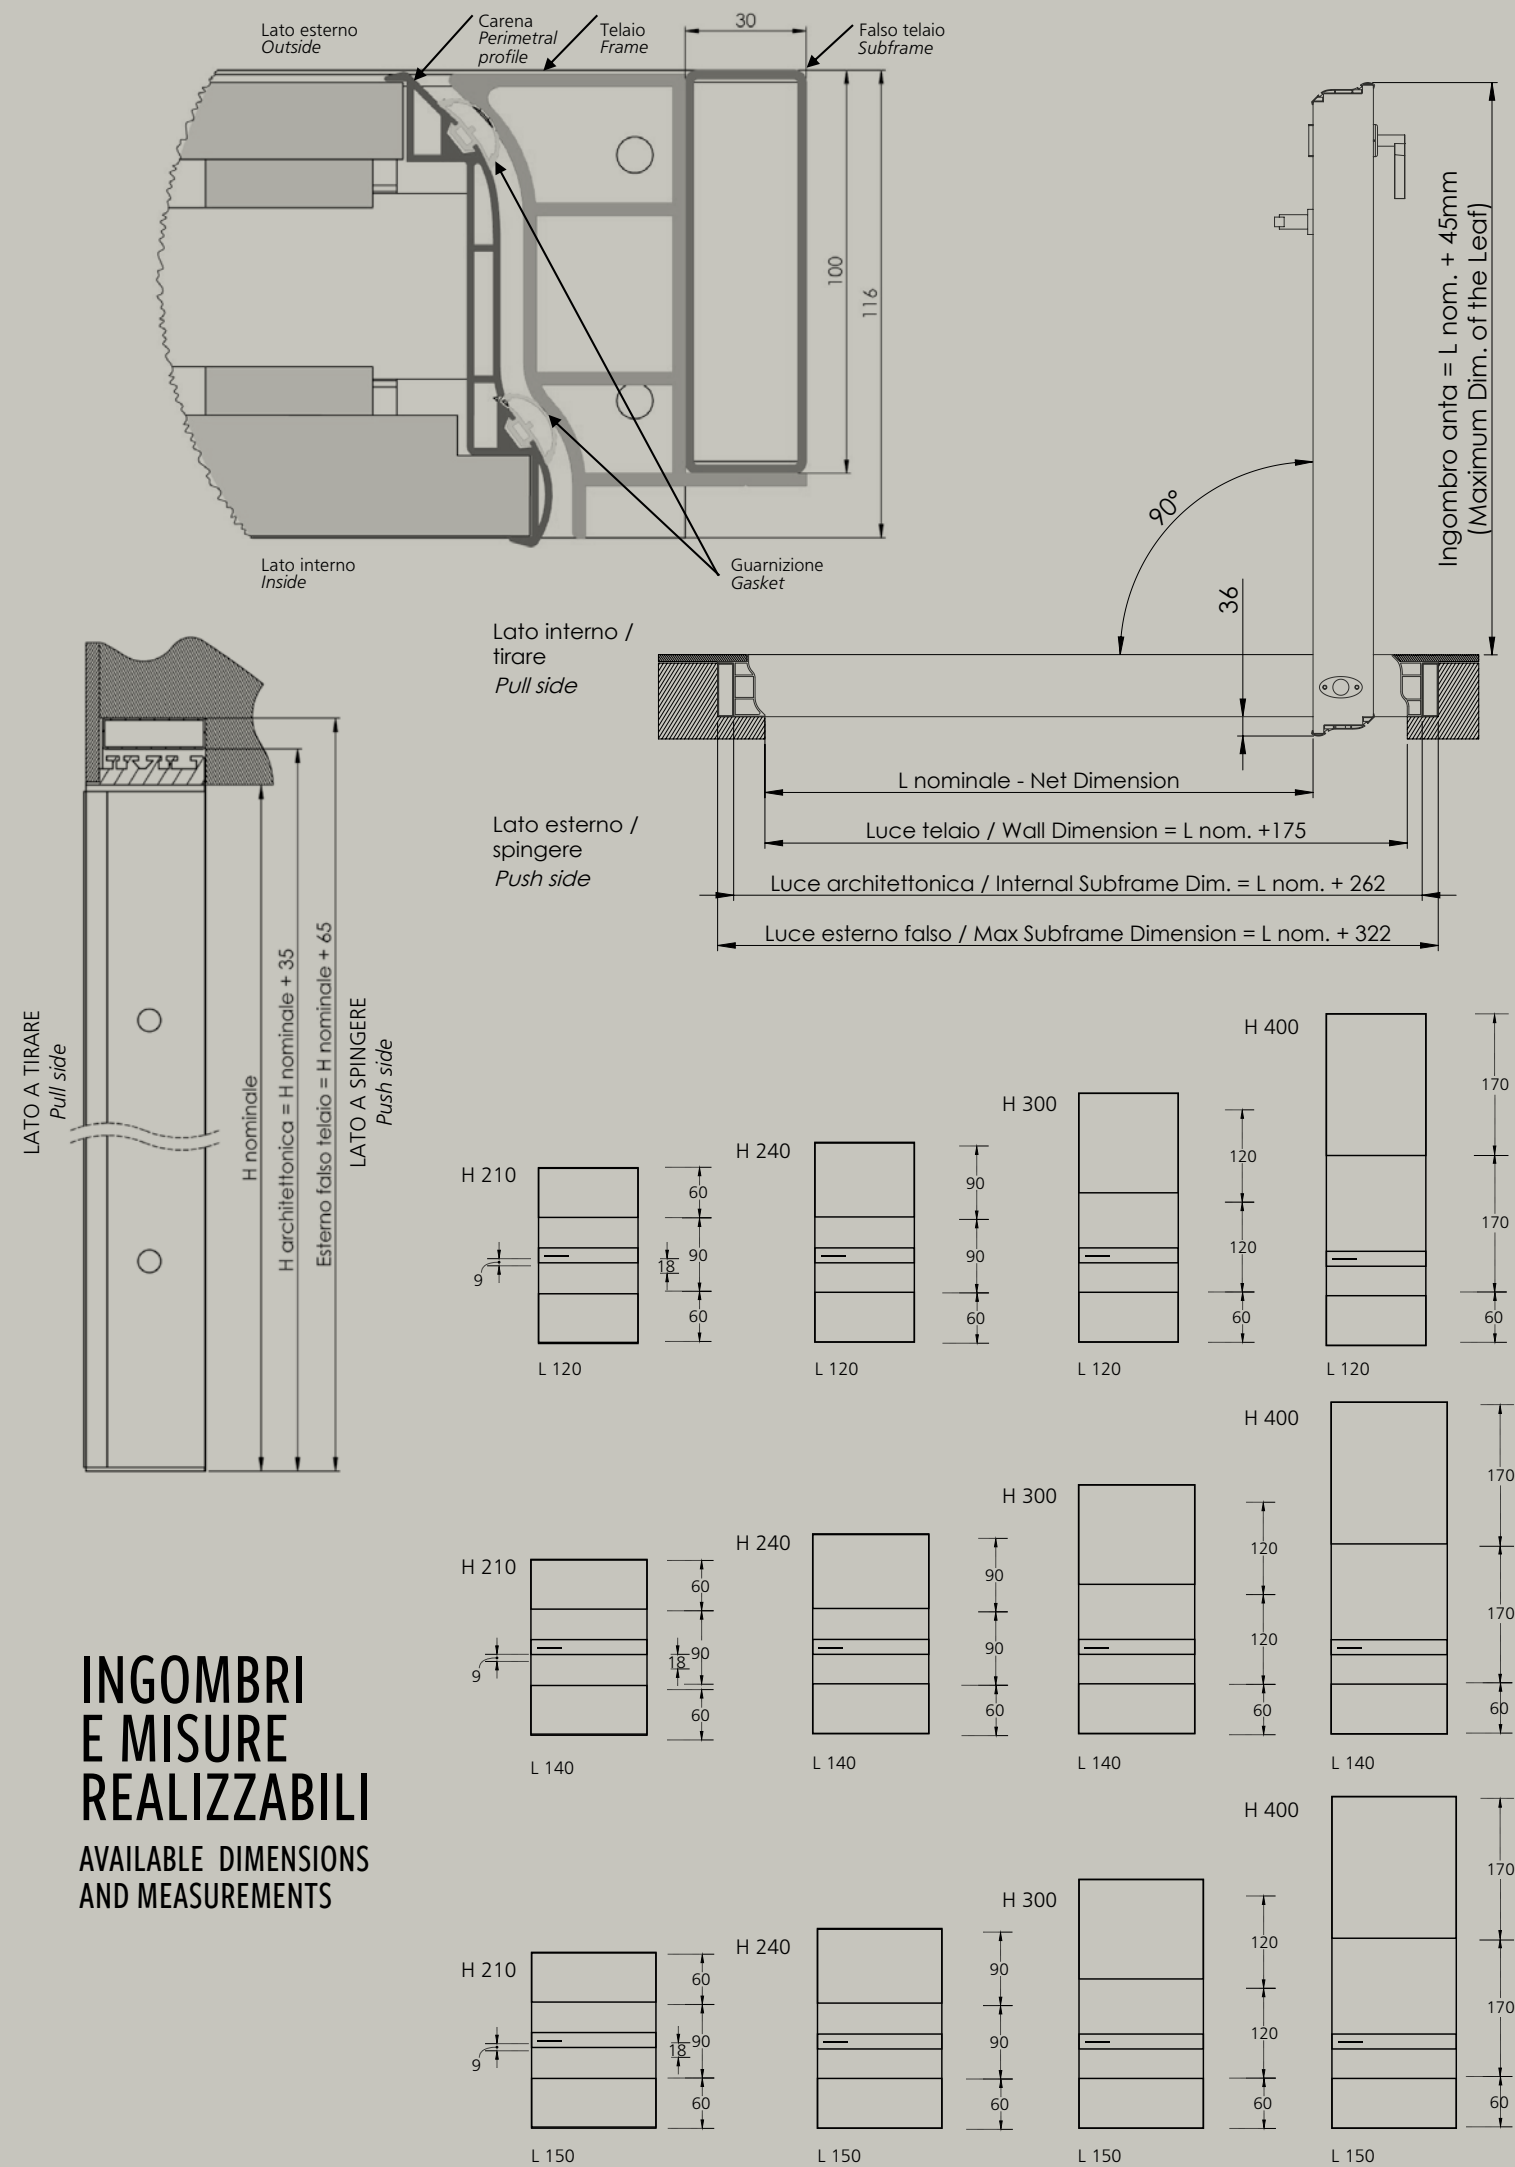 Lato esterno
Outside
Carena
Perimetral
profile
Telaio
Frame
30
Falso telaio
Subframe
100
116
Lato interno
Inside
Guarnizione
Gasket
Ingombro anta = L nom. + 45mm
(Maximum Dim. of the Leaf)
90°
36
Lato interno /
tirare
Pull side
L nominale - Net Dimension
Lato esterno /
spingere
Push side
Luce telaio / Wall Dimension = L nom. +175
Luce architettonica / Internal Subframe Dim. = L nom. + 262
Luce esterno falso / Max Subframe Dimension = L nom. + 322
LATO A TIRARE
Pull side
H nominale
H architettonica = H nominale + 35
Esterno falso telaio = H nominale + 65
LATO A SPINGERE
Push side
H 210
9
60
90
18
60
L 120
H 240
90
90
60
L 120
H 300
120
120
60
L 120
H 400
170
170
60
L 120
H 210
9
60
90
18
60
L 140
H 240
90
90
60
L 140
H 300
120
120
60
L 140
H 400
170
170
60
L 140
INGOMBRI
E MISURE
REALIZZABILI
AVAILABLE DIMENSIONS
AND MEASUREMENTS
H 210
9
60
90
18
60
L 150
H 240
90
90
60
L 150
H 300
120
120
60
L 150
H 400
170
170
60
L 150